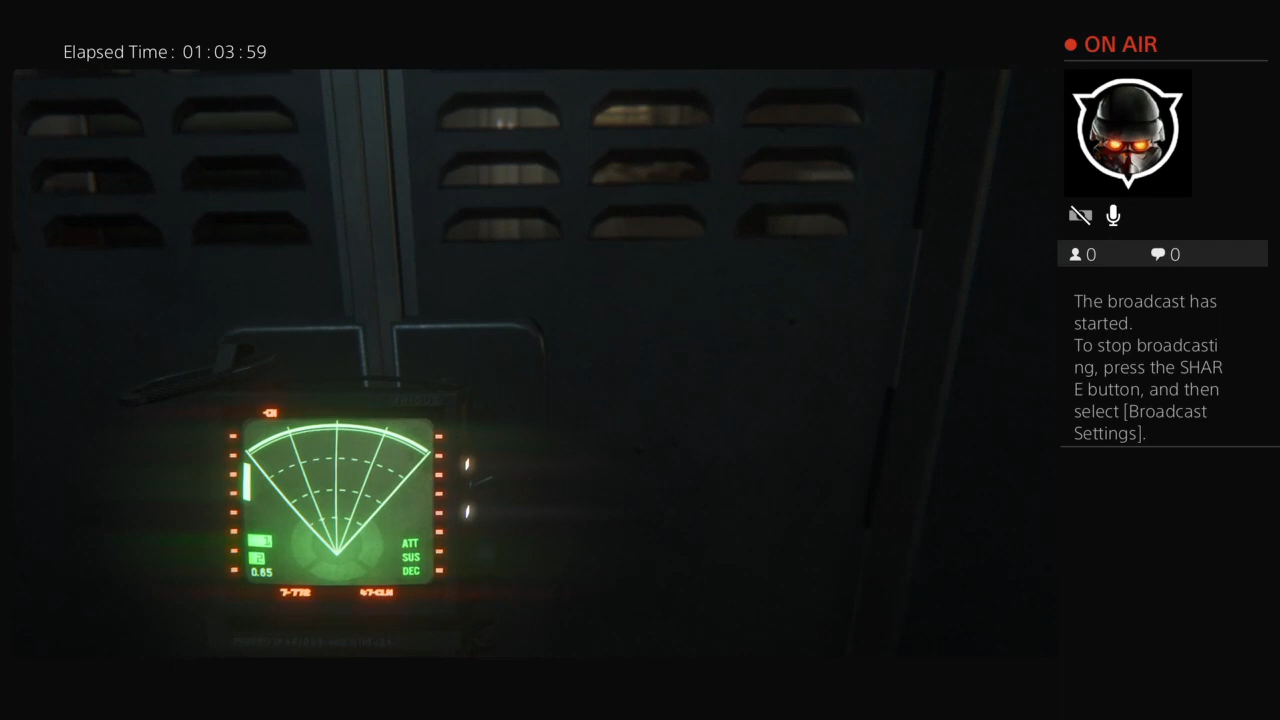 Elapsed Time: 01:03:59
ON AIR
0 0
The broadcast has
started.
To stop broadcasti
ng, press the SHAR
E button, and then
select [Broadcast
Settings].
ATT
SUS
DEC
0.65